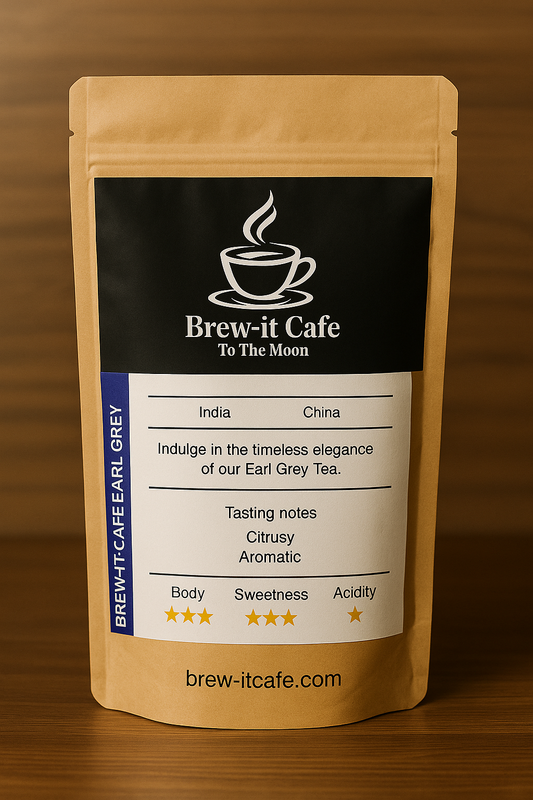 Brew-it Cafe
To The Moon
BREW-IT-CAFE EARL GREY
India China
Indulge in the timeless elegance
of our Earl Grey Tea.
Tasting notes
Citrusy
Aromatic
Body Sweetness Acidity
brew-itcafe.com